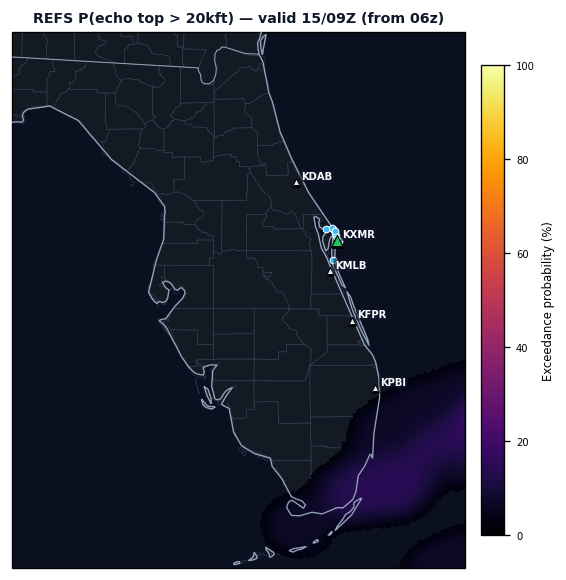 REFS P(echo top > 20kft) — valid 15/09Z (from 06z)
KDAB
KXMR
KMLB
KFPR
KPBI
100
80
60
40
20
0
Exceedance probability (%)